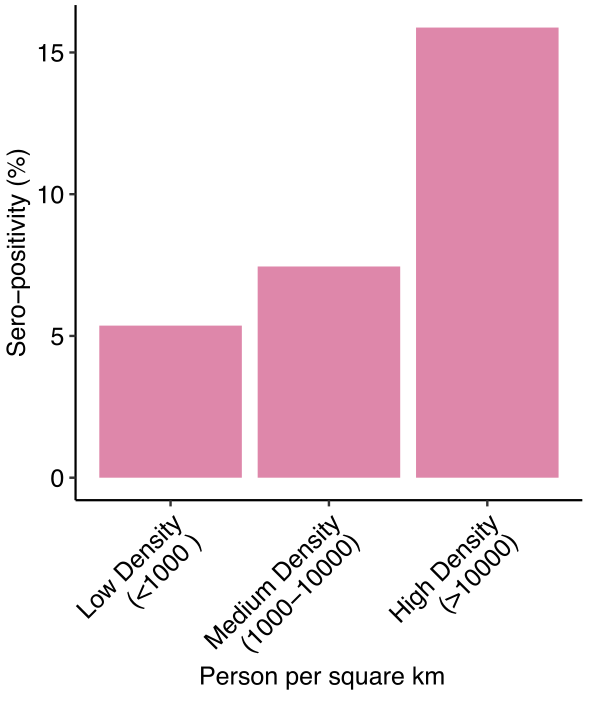 Sero−positivity (%)
15
10
5
0
Low Density
(<1000 )
Medium Density
(1000−10000)
High Density
(>10000)
Person per square km